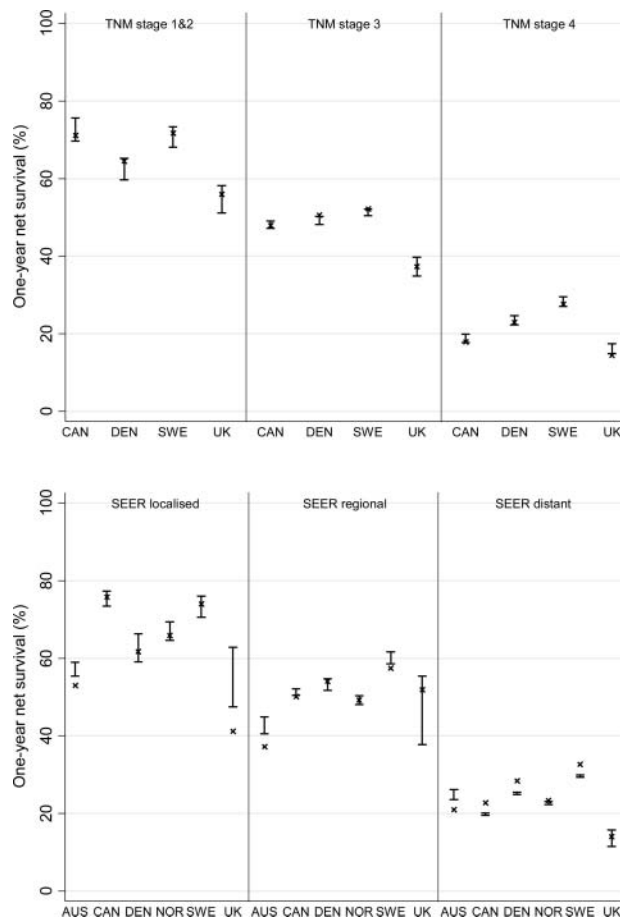 TNM stage 1&2 TNM stage 3 TNM stage 4
100
80
60
40
20
0
One-year net survival (%)
CAN DEN SWE UK CAN DEN SWE UK CAN DEN SWE UK
SEER localised SEER regional SEER distant
100
80
60
40
20
0
One-year net survival (%)
AUS CAN DEN NOR SWE UK AUS CAN DEN NOR SWE UK AUS CAN DEN NOR SWE UK